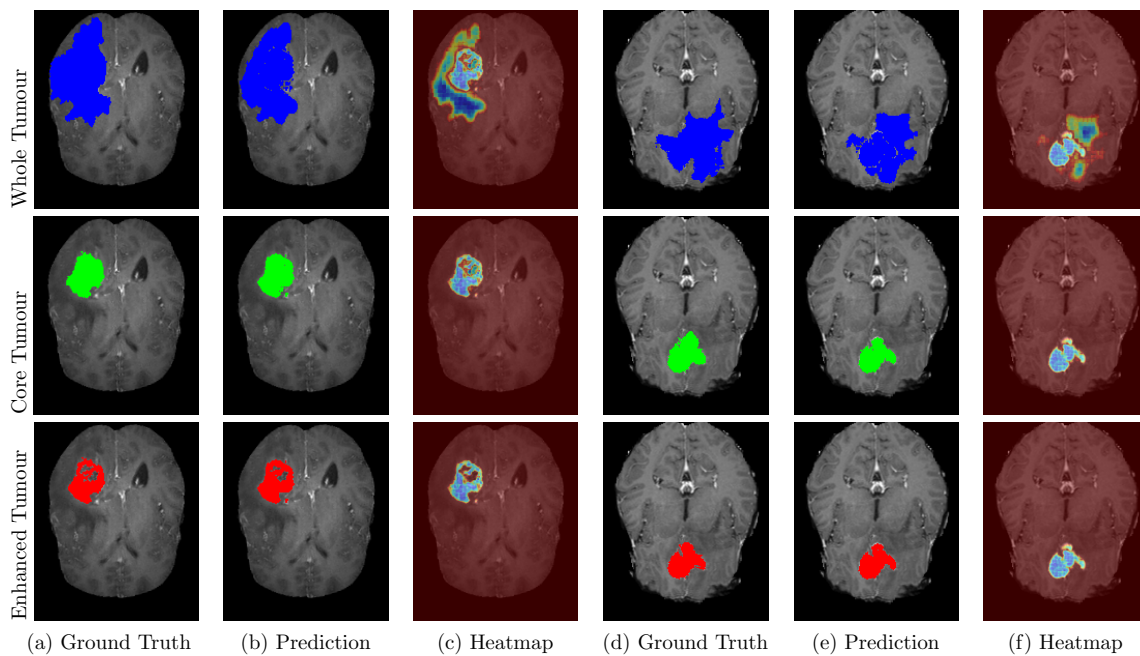 Whole Tumour
Core Tumour
Enhanced Tumour
(a) Ground Truth
(b) Prediction
(c) Heatmap
(d) Ground Truth
(e) Prediction
(f) Heatmap